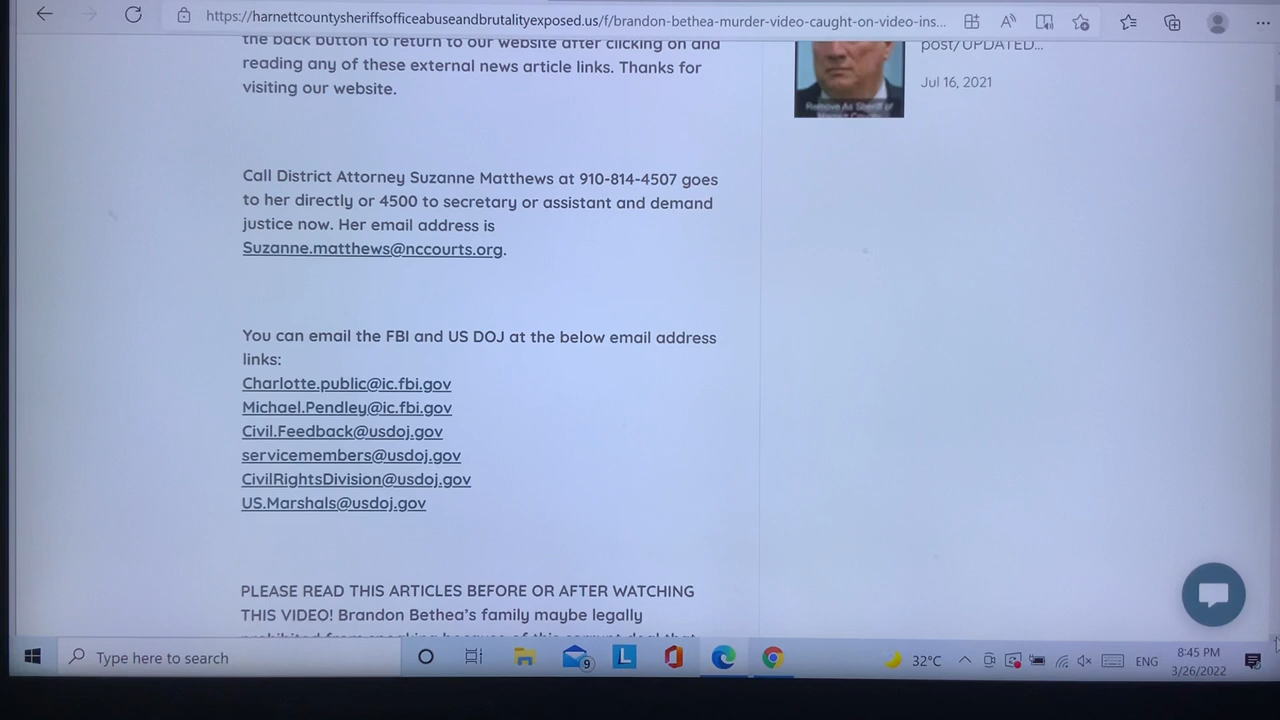 https://harnettcountysheriffsofficeabuseandbrutalityexposed.us/f/brandon-bethea-murder-video-caught-on-video-ins...
the back button to return to our website after clicking on and
reading any of these external news article links. Thanks for
visiting our website.
post/UPDATED...
Jul 16, 2021
Remove As Sheriff of
Call District Attorney Suzanne Matthews at 910-814-4507 goes
to her directly or 4500 to secretary or assistant and demand
justice now. Her email address is
Suzanne.matthews@nccourts.org.
You can email the FBI and US DOJ at the below email address
links:
Charlotte.public@ic.fbi.gov
Michael.Pendley@ic.fbi.gov
Civil.Feedback@usdoj.gov
servicemembers@usdoj.gov
CivilRightsDivision@usdoj.gov
US.Marshals@usdoj.gov
PLEASE READ THIS ARTICLES BEFORE OR AFTER WATCHING
THIS VIDEO! Brandon Bethea's family maybe legally
Type here to search
9
L
32°C
ENG
8:45 PM
3/26/2022